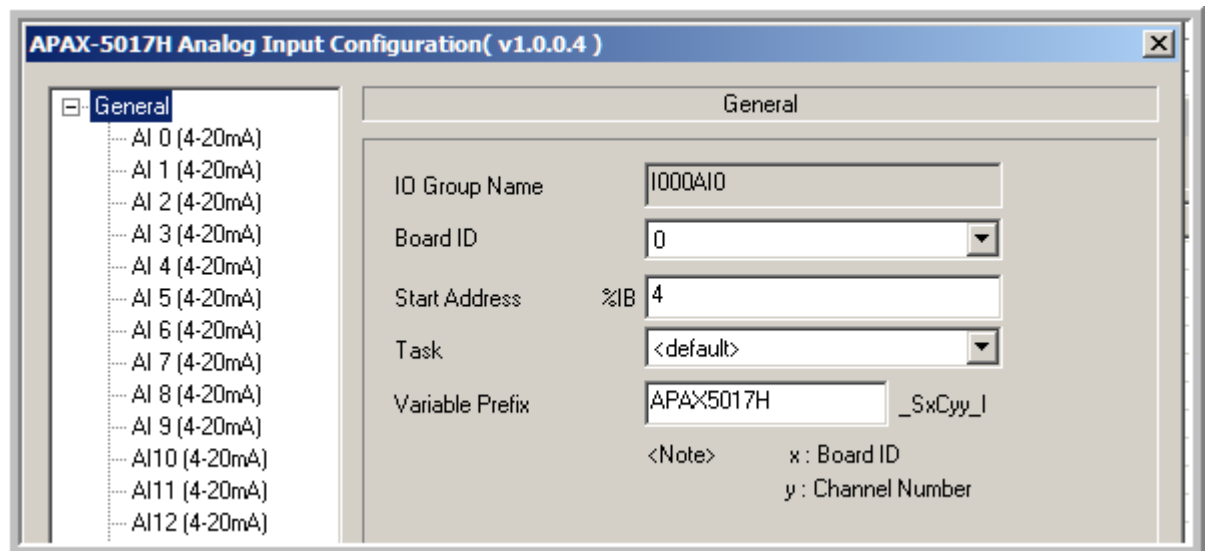 APAX-5017H Analog Input Configuration( v1.0.0.4 )
General
AI 0 (4-20mA)
AI 1 (4-20mA)
AI 2 (4-20mA)
AI 3 (4-20mA)
AI 4 (4-20mA)
AI 5 (4-20mA)
AI 6 (4-20mA)
AI 7 (4-20mA)
AI 8 (4-20mA)
AI 9 (4-20mA)
AI10 (4-20mA)
AI11 (4-20mA)
AI12 (4-20mA)
General
IO Group Name I000AI0
Board ID 0
Start Address %IB 4
Task <default>
Variable Prefix APAX5017H _SxCyy_I
<Note> x : Board ID
y : Channel Number